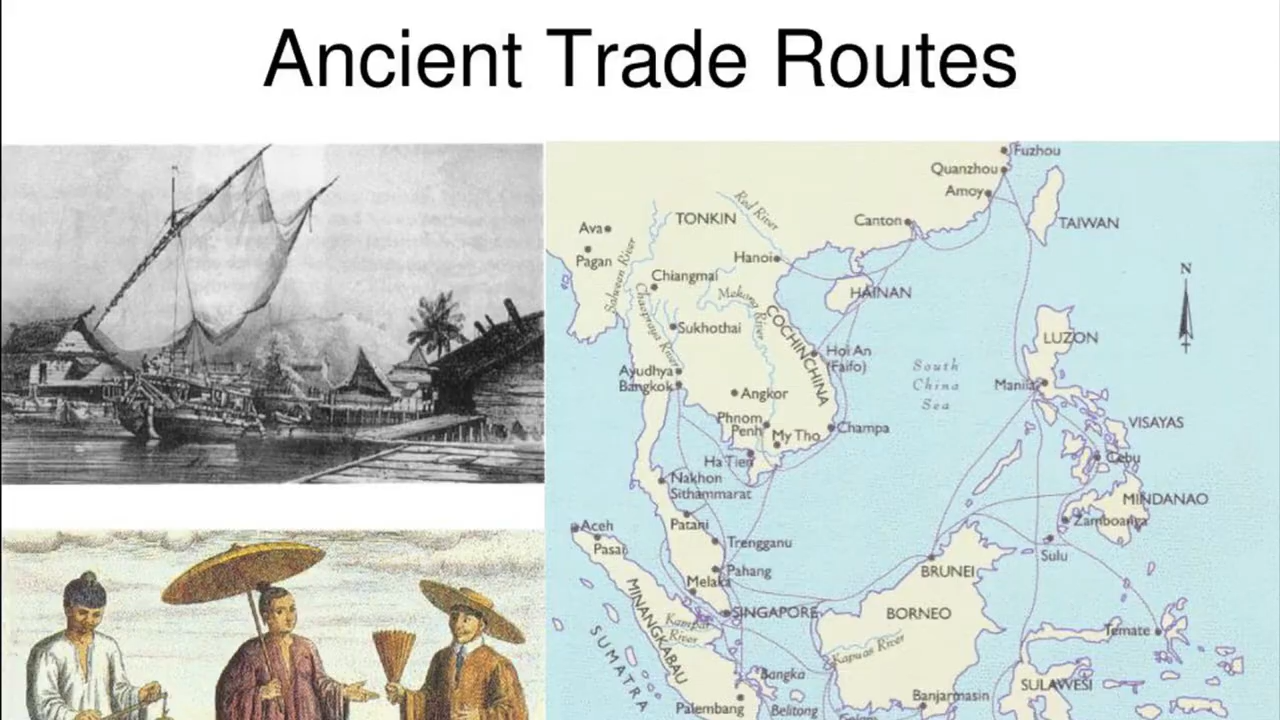 Ancient Trade Routes
Fuzhou
Quanzhou
Amoy
Canton
TAIWAN
TONKIN
Red River
Ava
Pagan
Salween River
Hanoi
Chiangmai
HAINAN
Mekong River
Chaophraya River
Sukhothai
COCHINCHINA
N
LUZON
Hoi An
(Faifo)
South
China
Sea
Ayudhya
Bangkok
Angkor
Manila
Phnom
Penh
My Tho
Champa
VISAYAS
Ha Tien
Cebu
Nakhon
Sithammarat
MINDANAO
Patani
Zamboanga
Aceh
Pasai
Trengganu
Sulu
Pahang
BRUNEI
Melaka
MINANGKABAU
SINGAPORE
BORNEO
Kampar
River
Temate
SUMATRA
Kapuas River
Bangka
SULAWESI
Palembang
Belitong
Banjarmasin